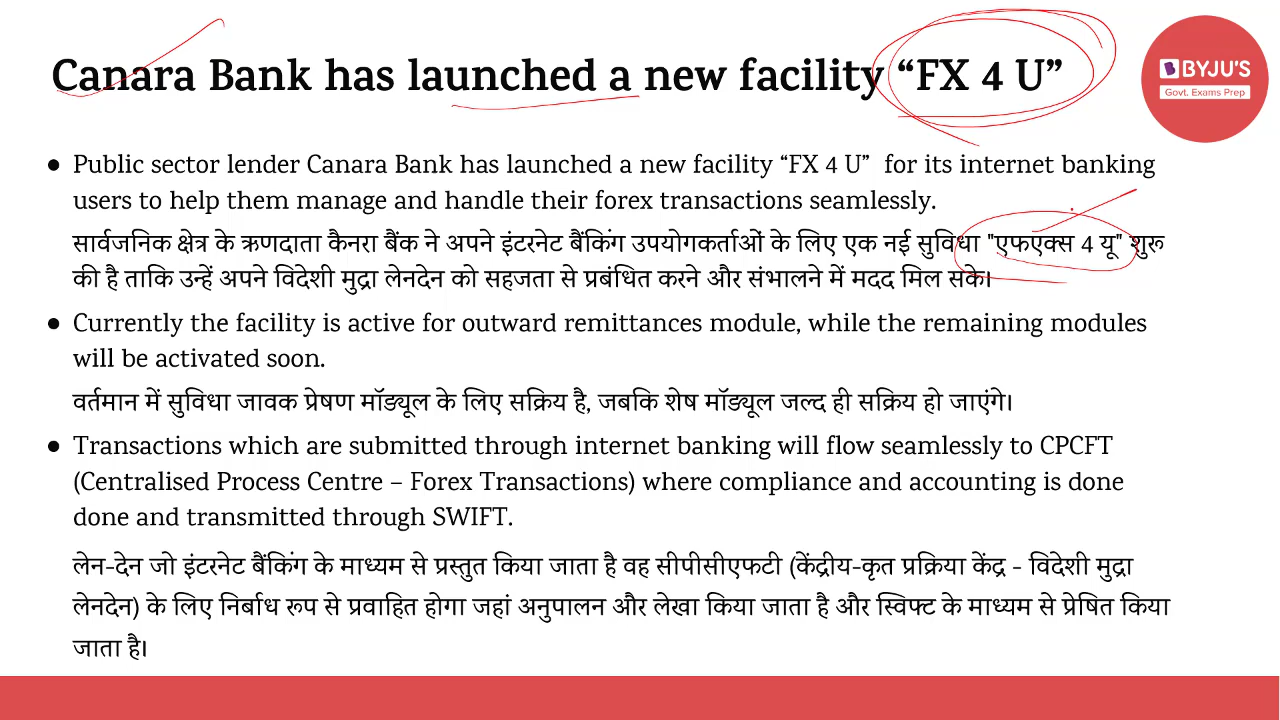 Canara Bank has launched a new facility “FX 4 U”
BYJU'S
Govt. Exams Prep
● Public sector lender Canara Bank has launched a new facility “FX 4 U”  for its internet banking
users to help them manage and handle their forex transactions seamlessly.
सार्वजनिक क्षेत्र के ऋणदाता कैनरा बैंक ने अपने इंटरनेट बैंकिंग उपयोगकर्ताओं के लिए एक नई सुविधा "एफएक्स 4 यू" शुरू
की है ताकि उन्हें अपने विदेशी मुद्रा लेनदेन को सहजता से प्रबंधित करने और संभालने में मदद मिल सके।
● Currently the facility is active for outward remittances module, while the remaining modules
will be activated soon.
वर्तमान में सुविधा जावक प्रेषण मॉड्यूल के लिए सक्रिय है, जबकि शेष मॉड्यूल जल्द ही सक्रिय हो जाएंगे।
● Transactions which are submitted through internet banking will flow seamlessly to CPCFT
(Centralised Process Centre – Forex Transactions) where compliance and accounting is done
done and transmitted through SWIFT.
लेन-देन जो इंटरनेट बैंकिंग के माध्यम से प्रस्तुत किया जाता है वह सीपीसीएफटी (केंद्रीय-कृत प्रक्रिया केंद्र - विदेशी मुद्रा
लेनदेन) के लिए निर्बाध रूप से प्रवाहित होगा जहां अनुपालन और लेखा किया जाता है और स्विफ्ट के माध्यम से प्रेषित किया
जाता है।